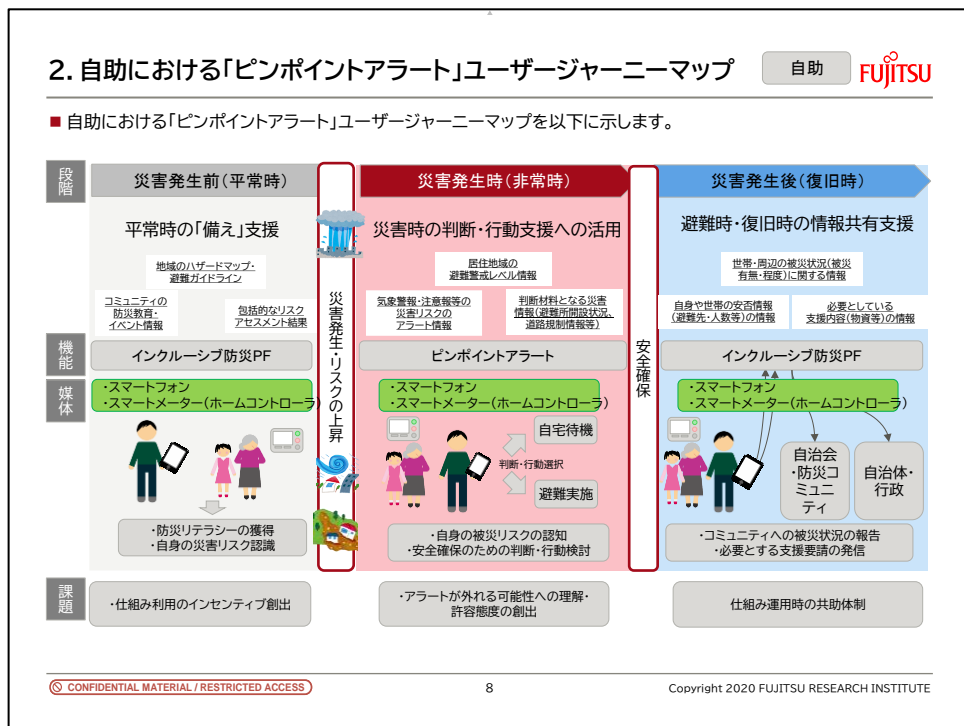 2. 自助における「ピンポイントアラート」ユーザージャーニーマップ
自助
FUJITSU
■ 自助における「ピンポイントアラート」ユーザージャーニーマップを以下に示します。
段階
災害発生前(平常時)
災害発生時(非常時)
災害発生後(復旧時)
平常時の「備え」支援
地域のハザードマップ・
避難ガイドライン
コミュニティの
防災教育・
イベント情報
包括的なリスク
アセスメント結果
災害発生・リスクの上昇
災害時の判断・行動支援への活用
居住地域の
避難警戒レベル情報
気象警報・注意報等の
災害リスクの
アラート情報
判断材料となる災害
情報(避難所開設状況、
道路規制情報等)
安全確保
避難時・復旧時の情報共有支援
世帯・周辺の被災状況(被災
有無・程度)に関する情報
自身や世帯の安否情報
(避難先・人数等)の情報
必要としている
支援内容(物資等)の情報
機能
インクルーシブ防災PF
ピンポイントアラート
インクルーシブ防災PF
媒体
・スマートフォン
・スマートメーター(ホームコントローラ)
・スマートフォン
・スマートメーター(ホームコントローラ)
・スマートフォン
・スマートメーター(ホームコントローラ)
自宅待機
判断・行動選択
避難実施
自治会
・防災コ
ミュニ
ティ
自治体・
行政
・防災リテラシーの獲得
・自身の災害リスク認識
・自身の被災リスクの認知
・安全確保のための判断・行動検討
・コミュニティへの被災状況の報告
・必要とする支援要請の発信
課題
・仕組み利用のインセンティブ創出
・アラートが外れる可能性への理解・
許容態度の創出
仕組み運用時の共助体制
CONFIDENTIAL MATERIAL / RESTRICTED ACCESS
8
Copyright 2020 FUJITSU RESEARCH INSTITUTE